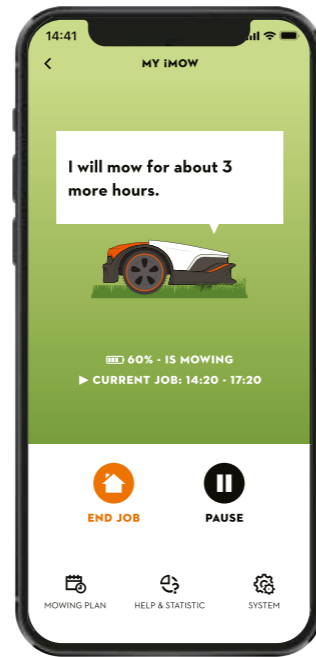 14:41
MY iMOW
I will mow for about 3
more hours.
60% - IS MOWING
CURRENT JOB: 14:20 - 17:20
END JOB
PAUSE
MOWING PLAN
HELP & STATISTIC
SYSTEM